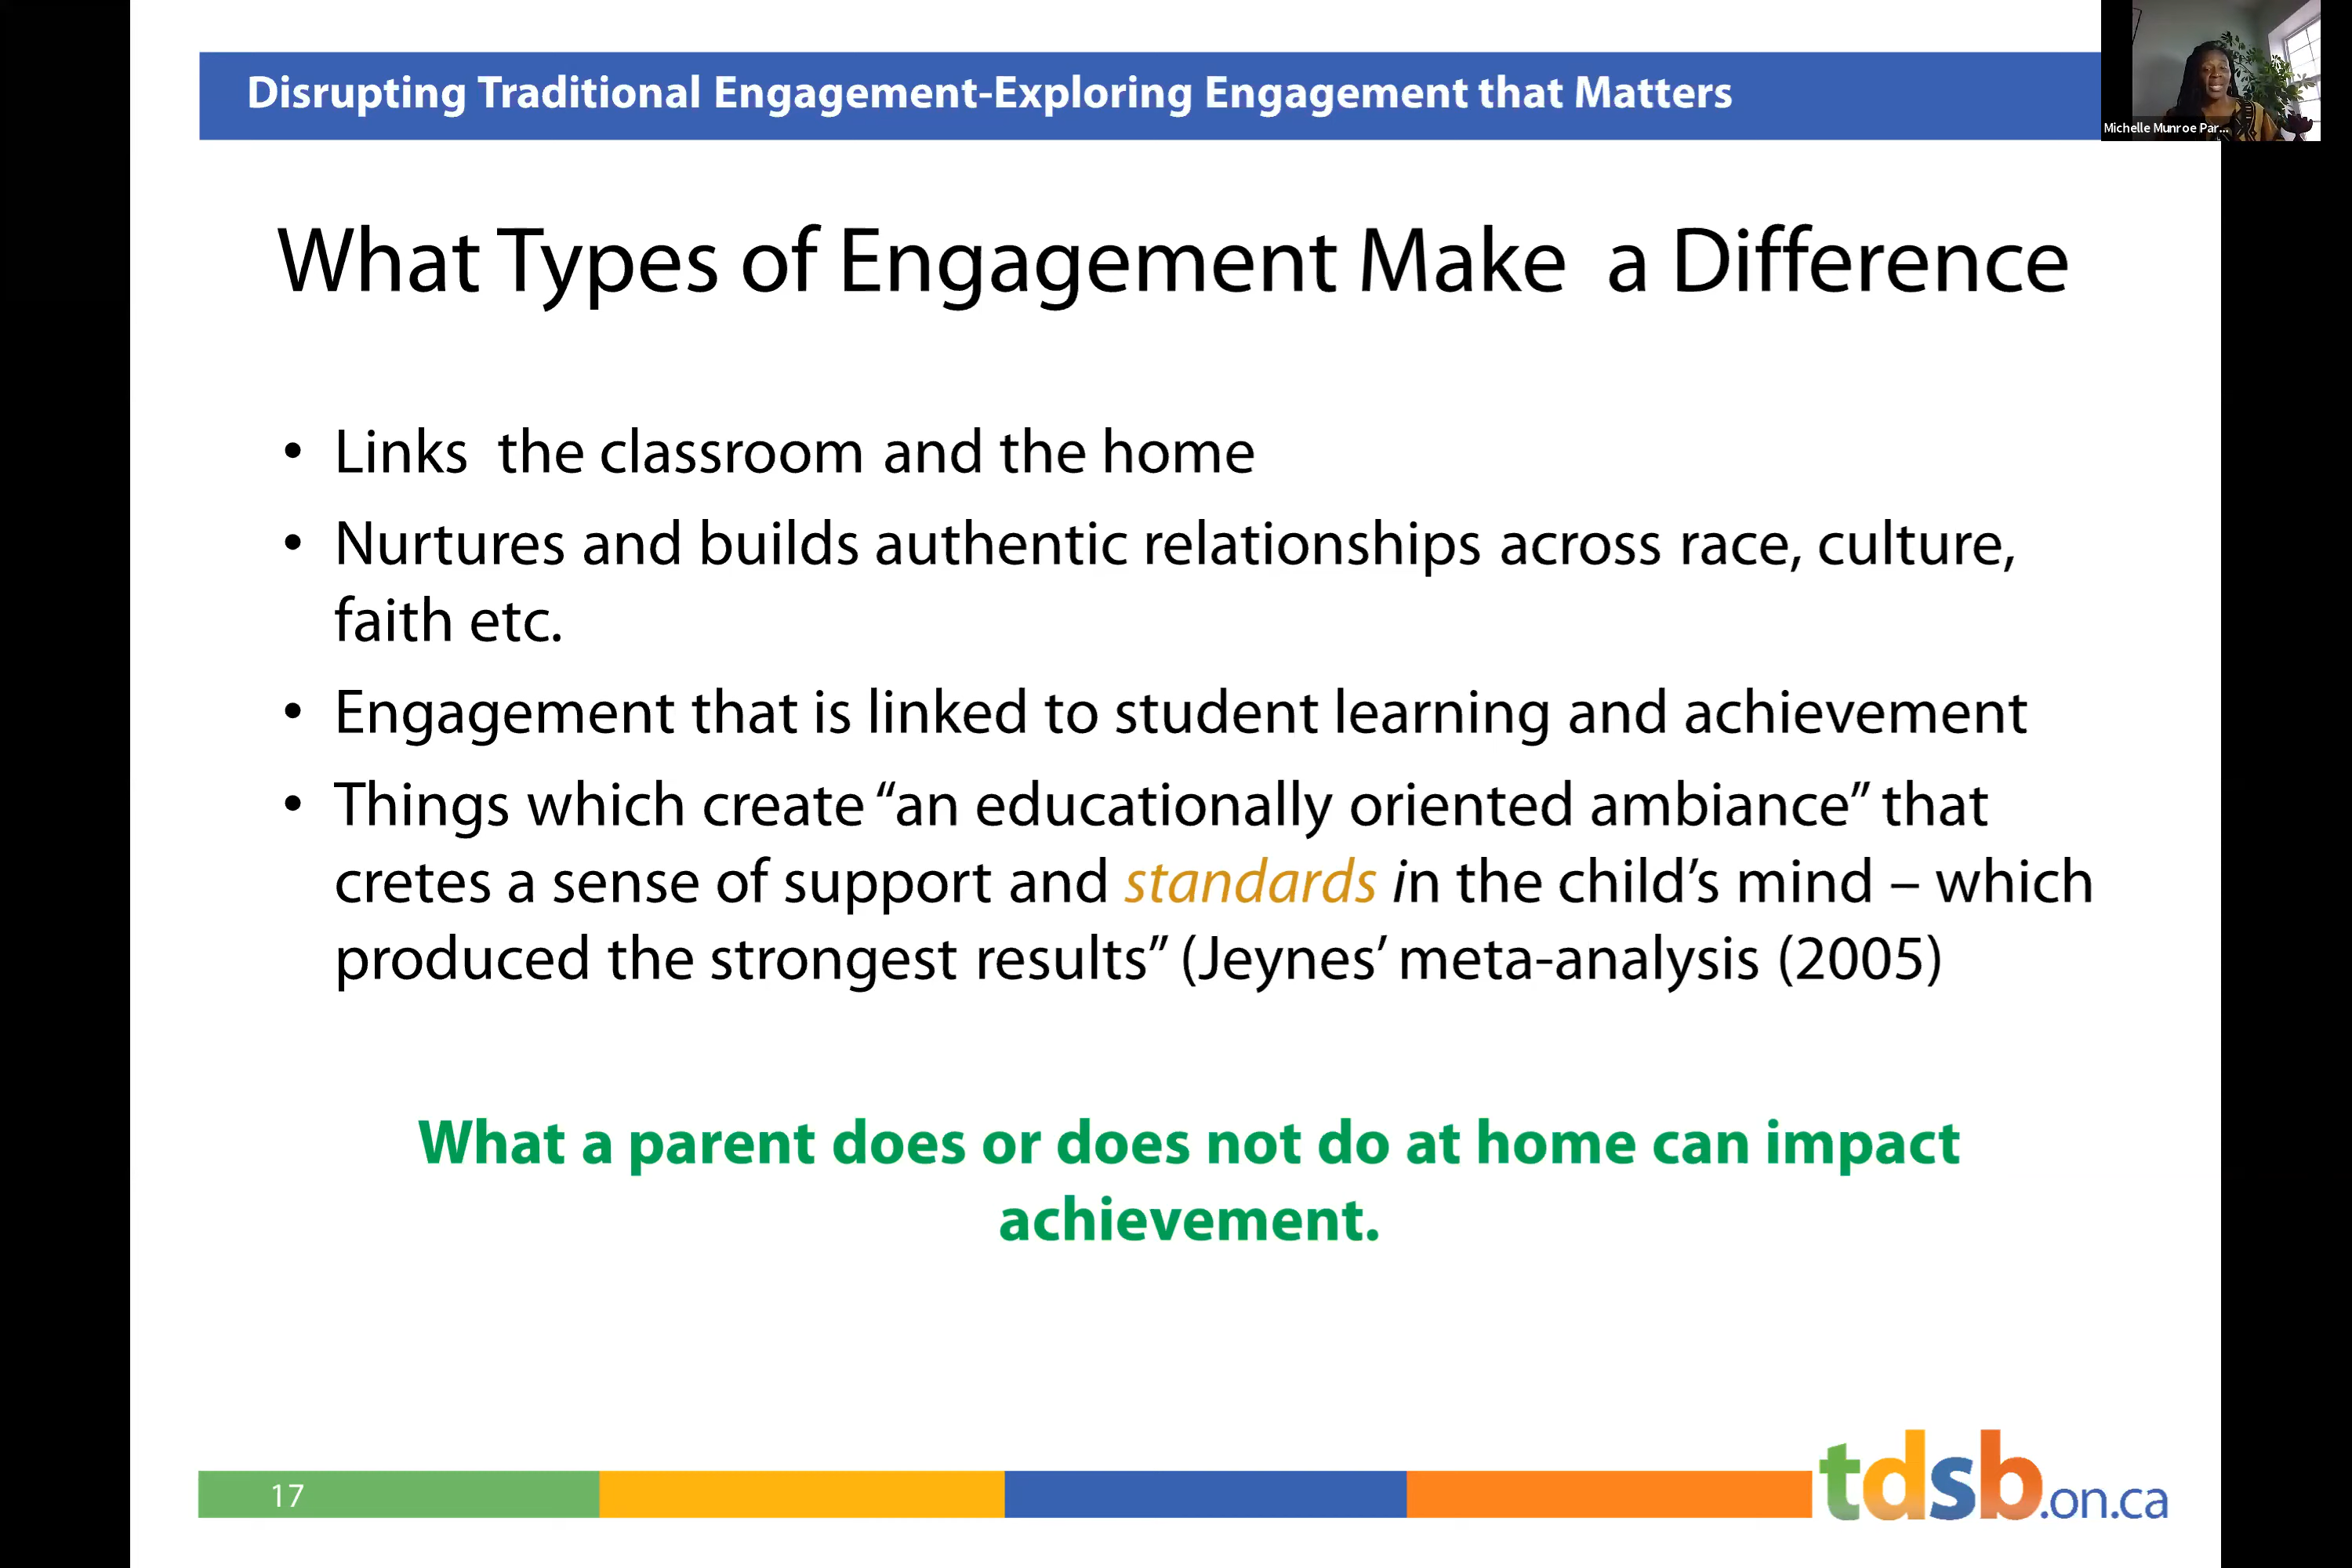 Disrupting Traditional Engagement-Exploring Engagement that Matters
Michelle Munroe Par...
What Types of Engagement Make a Difference
• Links the classroom and the home
• Nurtures and builds authentic relationships across race, culture,
faith etc.
• Engagement that is linked to student learning and achievement
• Things which create “an educationally oriented ambiance” that
cretes a sense of support and standards in the child’s mind – which
produced the strongest results” (Jeynes’ meta-analysis (2005)
What a parent does or does not do at home can impact
achievement.
17
tdsb.on.ca